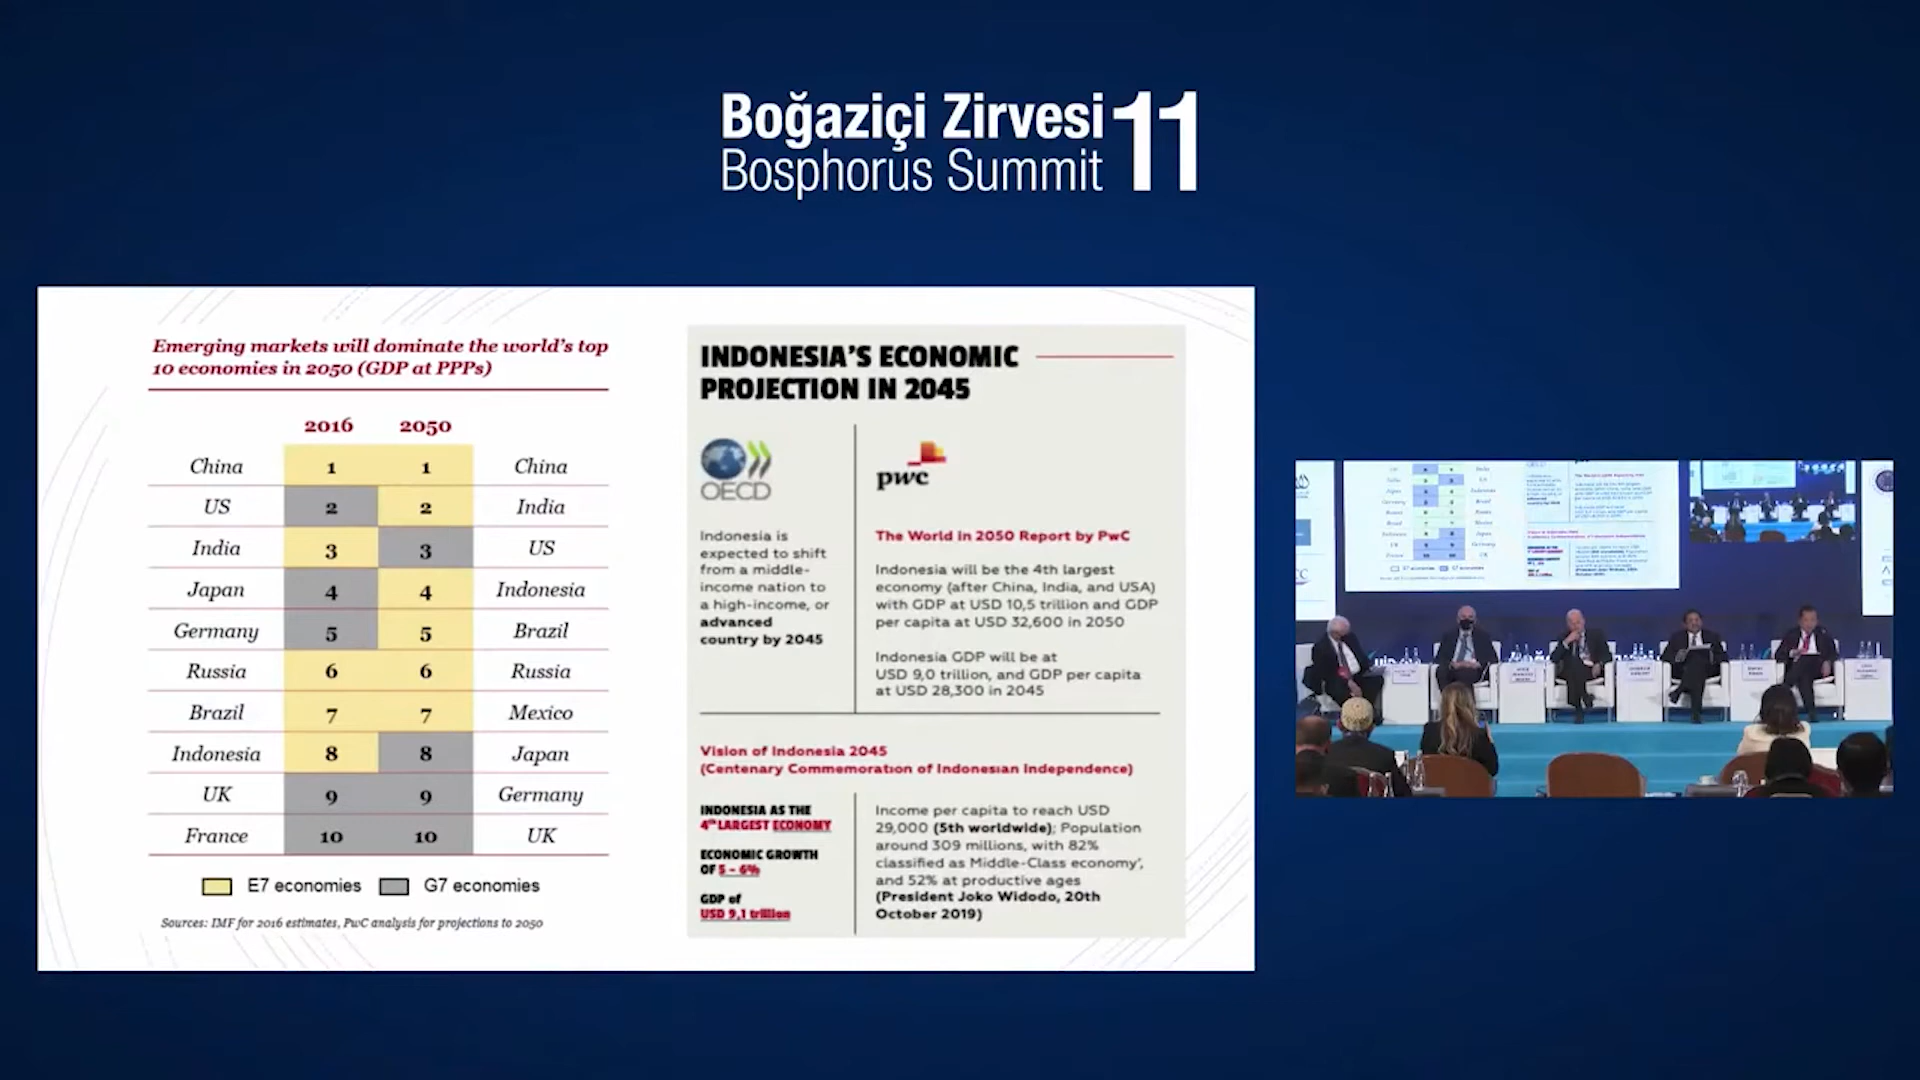 Boğaziçi Zirvesi 11
Bosphorus Summit
Emerging markets will dominate the world's top
10 economies in 2050 (GDP at PPPs)
2016 2050
China 1 1 China
US 2 2 India
India 3 3 US
Japan 4 4 Indonesia
Germany 5 5 Brazil
Russia 6 6 Russia
Brazil 7 7 Mexico
Indonesia 8 8 Japan
UK 9 9 Germany
France 10 10 UK
E7 economies G7 economies
Sources: IMF for 2016 estimates, PwC analysis for projections to 2050
INDONESIA'S ECONOMIC
PROJECTION IN 2045
OECD
Indonesia is
expected to shift
from a middle-
income nation to
a high-income, or
advanced
country by 2045
pwc
The World in 2050 Report by PwC
Indonesia will be the 4th largest
economy (after China, India, and USA)
with GDP at USD 10,5 trillion and GDP
per capita at USD 32,600 in 2050
Indonesia GDP will be at
USD 9,0 trillion, and GDP per capita
at USD 28,300 in 2045
Vision of Indonesia 2045
(Centenary Commemoration of Indonesian Independence)
INDONESIA AS THE
4th LARGEST ECONOMY
ECONOMIC GROWTH
OF 5 - 6%
GDP of
USD 9,1 trillion
Income per capita to reach USD
29,000 (5th worldwide); Population
around 309 millions, with 82%
classified as Middle-Class economy',
and 52% at productive ages
(President Joko Widodo, 20th
October 2019)